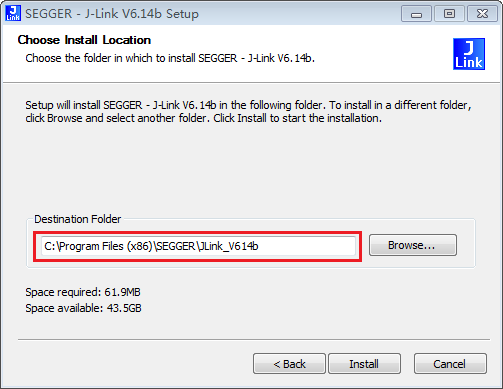 SEGGER - J-Link V6.14b Setup
Choose Install Location
Choose the folder in which to install SEGGER - J-Link V6.14b.
J
Link
Setup will install SEGGER - J-Link V6.14b in the following folder. To install in a different folder,
click Browse and select another folder. Click Install to start the installation.
Destination Folder
C:\Program Files (x86)\SEGGER\JLink_V614b
Browse...
Space required: 61.9MB
Space available: 43.5GB
< Back
Install
Cancel